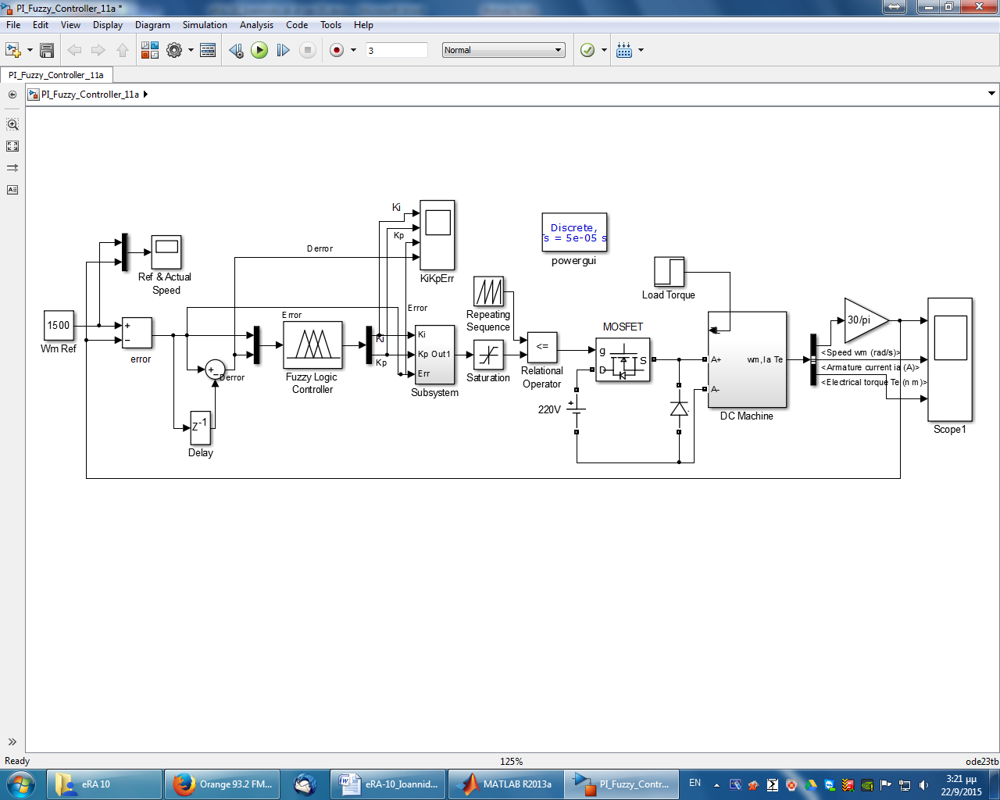 PI_Fuzzy_Controller_11a *
File Edit View Display Diagram Simulation Analysis Code Tools Help
3 Normal
PI_Fuzzy_Controller_11a
PI_Fuzzy_Controller_11a
Ki
Kp
Derror
KiKpErr
Discrete,
s = 5e-05 s
powergui
Ref & Actual
Speed
Load Torque
Repeating
Sequence
1500
Wm Ref
error
Error
Error
Derror
Z-1
Delay
Fuzzy Logic
Controller
Ki
Kp
Ki
Kp Out1
Err
Subsystem
Saturation
<=
Relational
Operator
MOSFET
g
D
S
220V
+
A+
A-
wm,Ia Te
DC Machine
30/pi
<Speed wm (rad/s)>
<Armature current ia (A)>
<Electrical torque Te (n m)>
Scope1
Ready 125% ode23tb
eRA 10 Orange 93.2 FM... eRA-10_Ioannid... MATLAB R2013a PI_Fuzzy_Contr... EN
3:21 μμ
22/9/2015